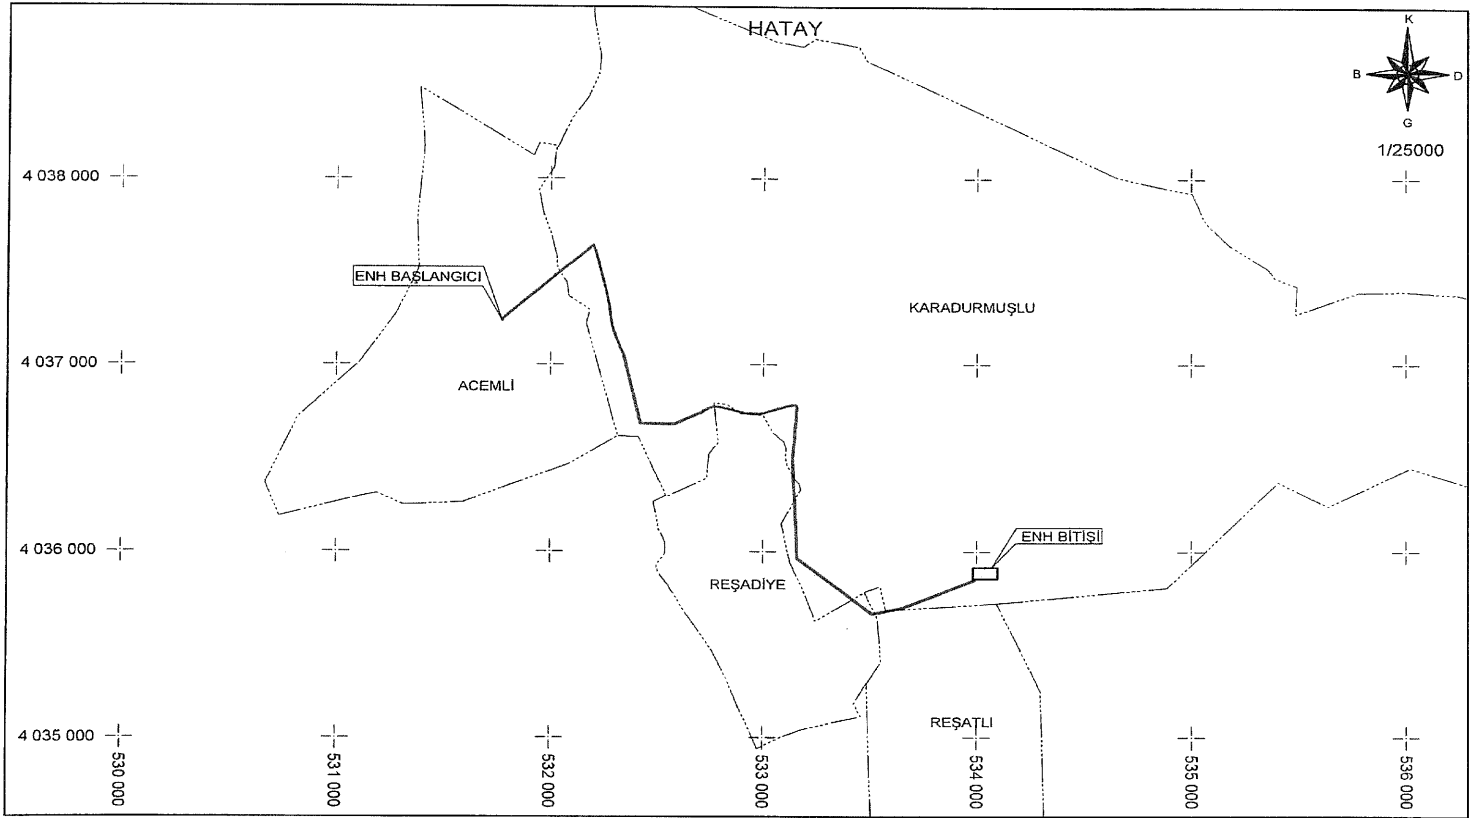 HATAY
K
B
D
G
1/25000
4 038 000
ENH BAŞLANGICI
KARADURMUŞLU
4 037 000
ACEMLİ
4 036 000
ENH BİTİŞİ
REŞADİYE
REŞATLI
4 035 000
530 000
531 000
532 000
533 000
534 000
535 000
536 000